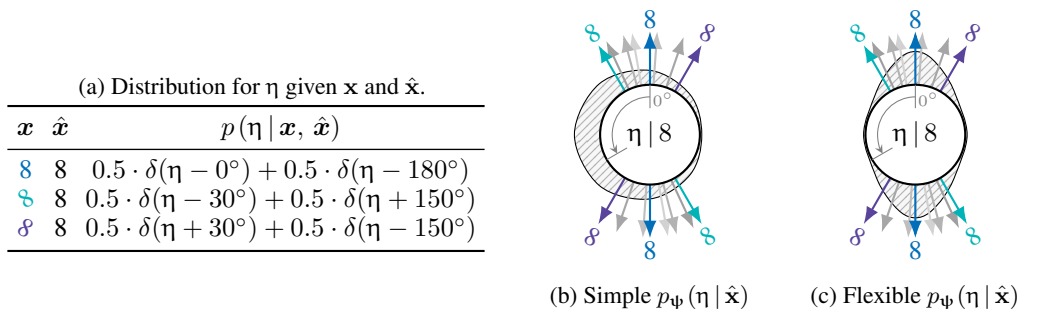 (a) Distribution for η given x and x̂.
x x̂ p(η | x, x̂)
8 8 0.5 · δ(η − 0°) + 0.5 · δ(η − 180°)
8 8 0.5 · δ(η − 30°) + 0.5 · δ(η + 150°)
8 8 0.5 · δ(η + 30°) + 0.5 · δ(η − 150°)
8 8 8
0°
η | 8
8 8 8
(b) Simple pψ(η | x̂)
8 8 8
0°
η | 8
8 8 8
(c) Flexible pψ(η | x̂)